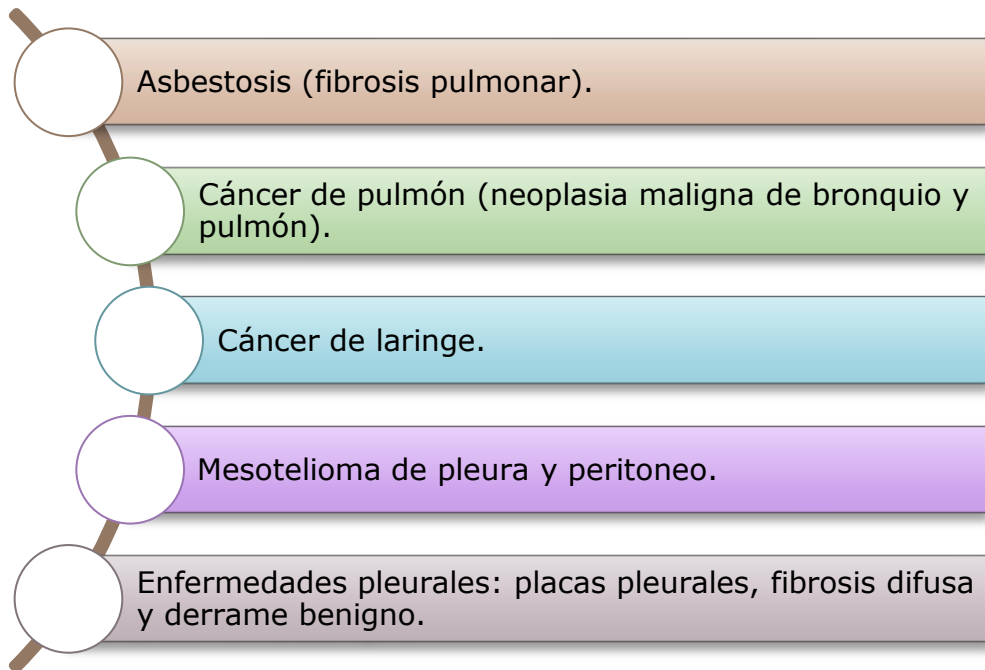 Asbestosis (fibrosis pulmonar).
Cáncer de pulmón (neoplasia maligna de bronquio y
pulmón).
Cáncer de laringe.
Mesotelioma de pleura y peritoneo.
Enfermedades pleurales: placas pleurales, fibrosis difusa
y derrame benigno.